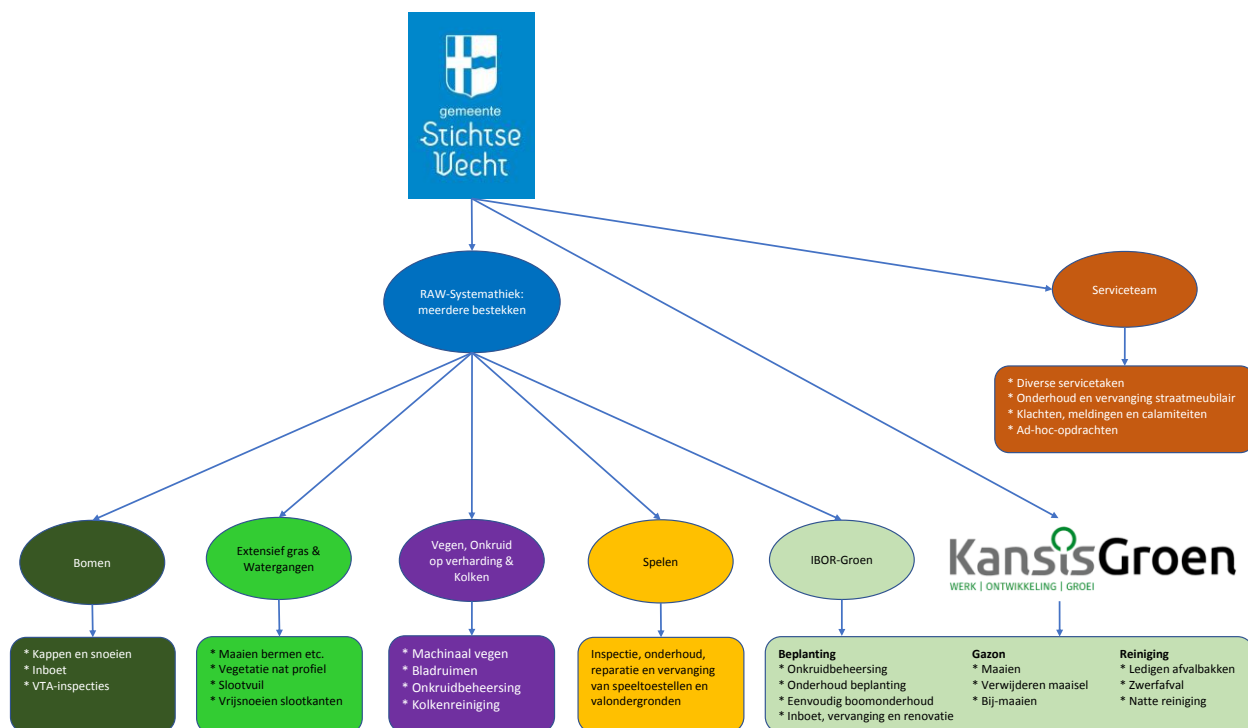 gemeente
Stichtse
Vecht
RAW-Systemathiek:
meerdere bestekken
Serviceteam
* Diverse servicetaken
* Onderhoud en vervanging straatmeubilair
* Klachten, meldingen en calamiteiten
* Ad-hoc-opdrachten
Bomen
Extensief gras &
Watergangen
Vegen, Onkruid
op verharding &
Kolken
Spelen
IBOR-Groen
KansisGroen
WERK | ONTWIKKELING | GROEI
* Kappen en snoeien
* Inboet
* VTA-inspecties
* Maaien bermen etc.
* Vegetatie nat profiel
* Slootvuil
* Vrijsnoeien slootkanten
* Machinaal vegen
* Bladruimen
* Onkruidbeheersing
* Kolkenreiniging
Inspectie, onderhoud,
reparatie en vervanging
van speeltoestellen en
valondergronden
Beplanting
* Onkruidbeheersing
* Onderhoud beplanting
* Eenvoudig boomonderhoud
* Inboet, vervanging en renovatie
Gazon
* Maaien
* Verwijderen maaisel
* Bij-maaien
Reiniging
* Ledigen afvalbakken
* Zwerfafval
* Natte reiniging